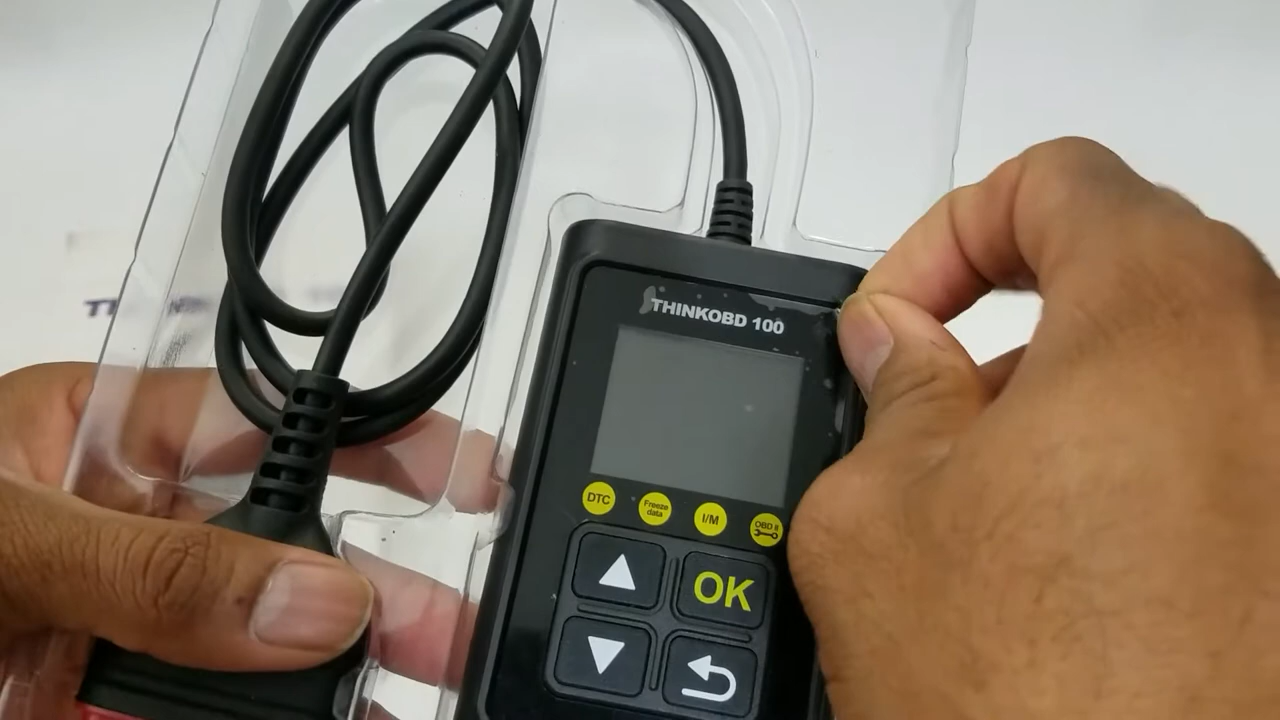 THINKOBD 100
DTC
Freeze
data
I/M
OBD II
OK